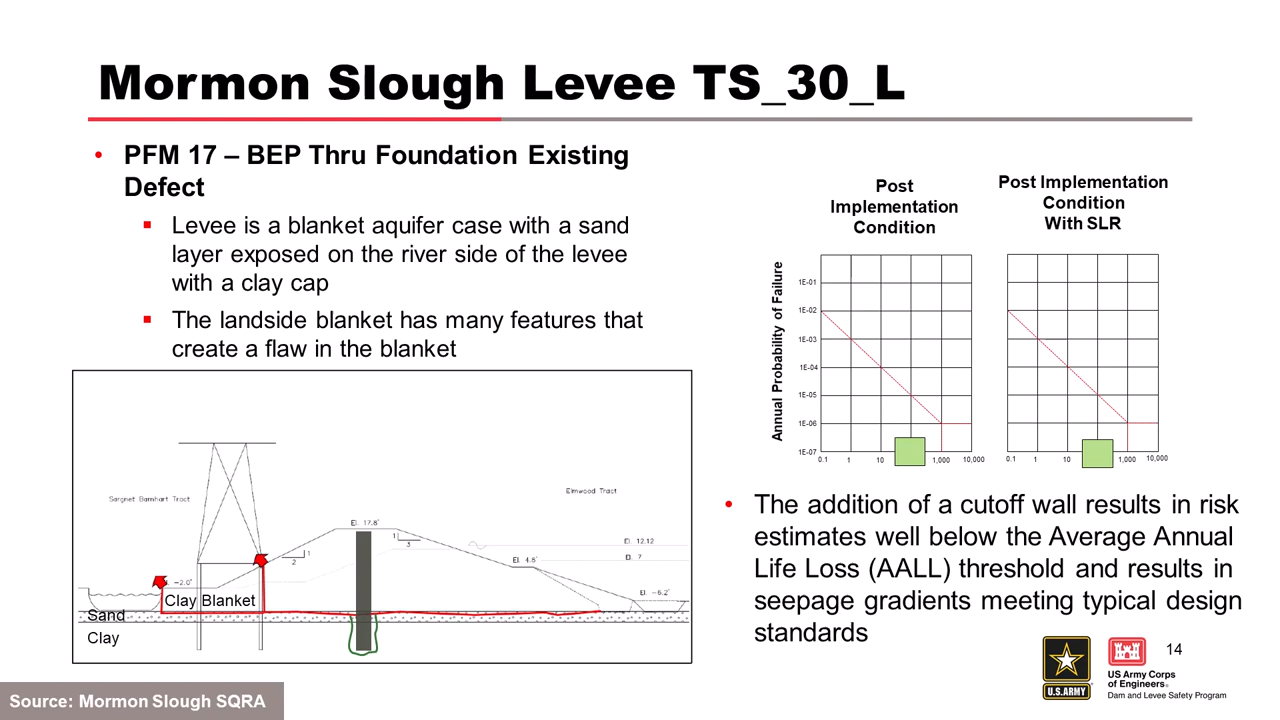 Mormon Slough Levee TS_30_L
• PFM 17 – BEP Thru Foundation Existing
Defect
▪ Levee is a blanket aquifer case with a sand
layer exposed on the river side of the levee
with a clay cap
▪ The landside blanket has many features that
create a flaw in the blanket
Sargnet Barnhart Tract
Elmwood Tract
El. 17.8'
1
2
1
3
El. 12.12
El. 7
El. 4.8'
El. -6.2'
-2.0'
Clay Blanket
Sand
Clay
Post
Implementation
Condition
Annual Probability of Failure
1E-01
1E-02
1E-03
1E-04
1E-05
1E-06
1E-07
0.1 1 10 1,000 10,000
Post Implementation
Condition
With SLR
0.1 1 10 1,000 10,000
• The addition of a cutoff wall results in risk
estimates well below the Average Annual
Life Loss (AALL) threshold and results in
seepage gradients meeting typical design
standards
U.S. ARMY
US Army Corps
of Engineers®
Dam and Levee Safety Program
14
Source: Mormon Slough SQRA